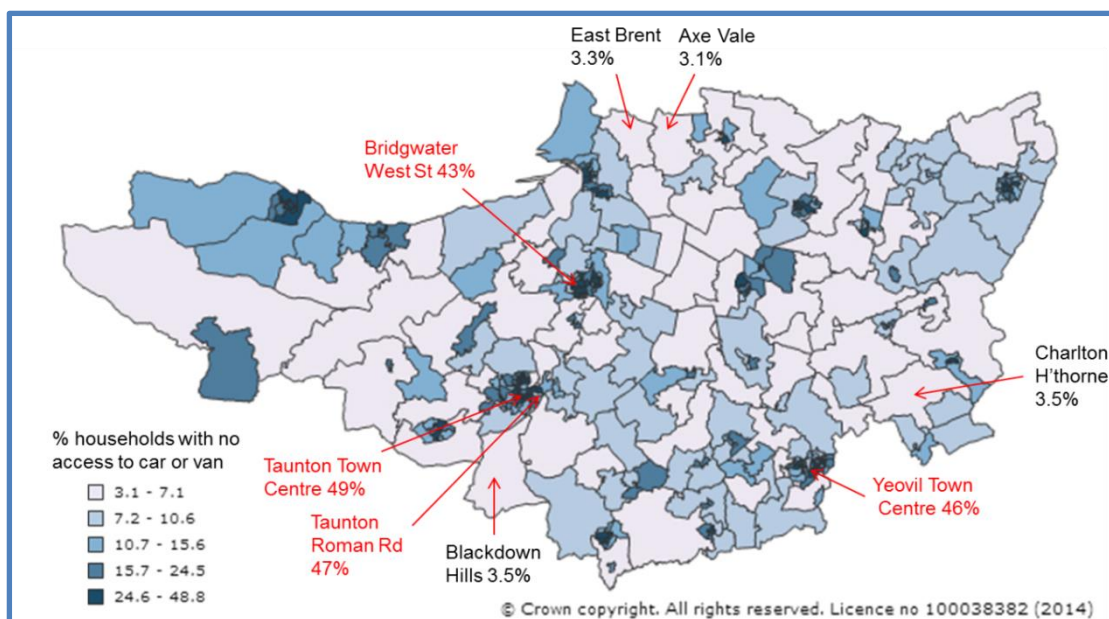 East Brent
3.3%
Axe Vale
3.1%
Bridgwater
West St 43%
Charlton
H'thorne
3.5%
% households with no
access to car or van
3.1 - 7.1
7.2 - 10.6
10.7 - 15.6
15.7 - 24.5
24.6 - 48.8
Taunton Town
Centre 49%
Taunton
Roman Rd
47%
Blackdown
Hills 3.5%
Yeovil Town
Centre 46%
© Crown copyright. All rights reserved. Licence no 100038382 (2014)